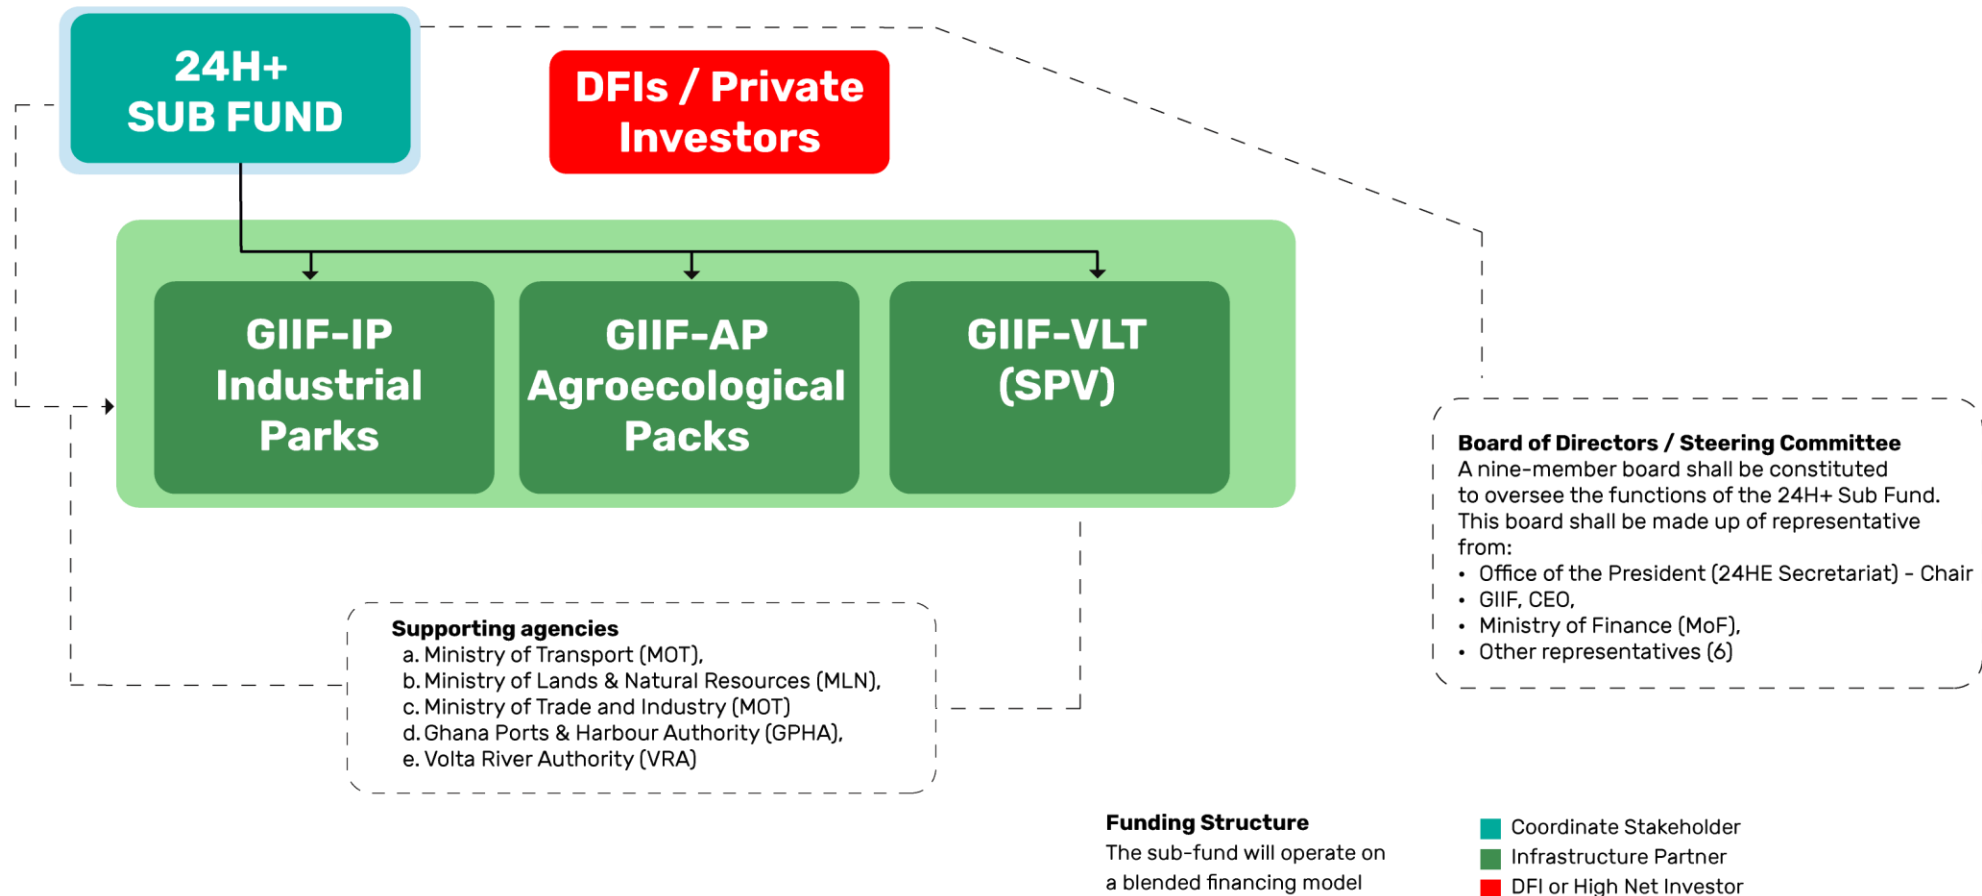 24H+
SUB FUND
DFIs / Private
Investors
GIIF-IP
Industrial
Parks
GIIF-AP
Agroecological
Packs
GIIF-VLT
(SPV)
Board of Directors / Steering Committee
A nine-member board shall be constituted
to oversee the functions of the 24H+ Sub Fund.
This board shall be made up of representative
from:
• Office of the President (24HE Secretariat) - Chair
• GIIF, CEO,
• Ministry of Finance (MoF),
• Other representatives (6)
Supporting agencies
a. Ministry of Transport (MOT),
b. Ministry of Lands & Natural Resources (MLN),
c. Ministry of Trade and Industry (MOT)
d. Ghana Ports & Harbour Authority (GPHA),
e. Volta River Authority (VRA)
Funding Structure
The sub-fund will operate on
a blended financing model
Coordinate Stakeholder
Infrastructure Partner
DFI or High Net Investor